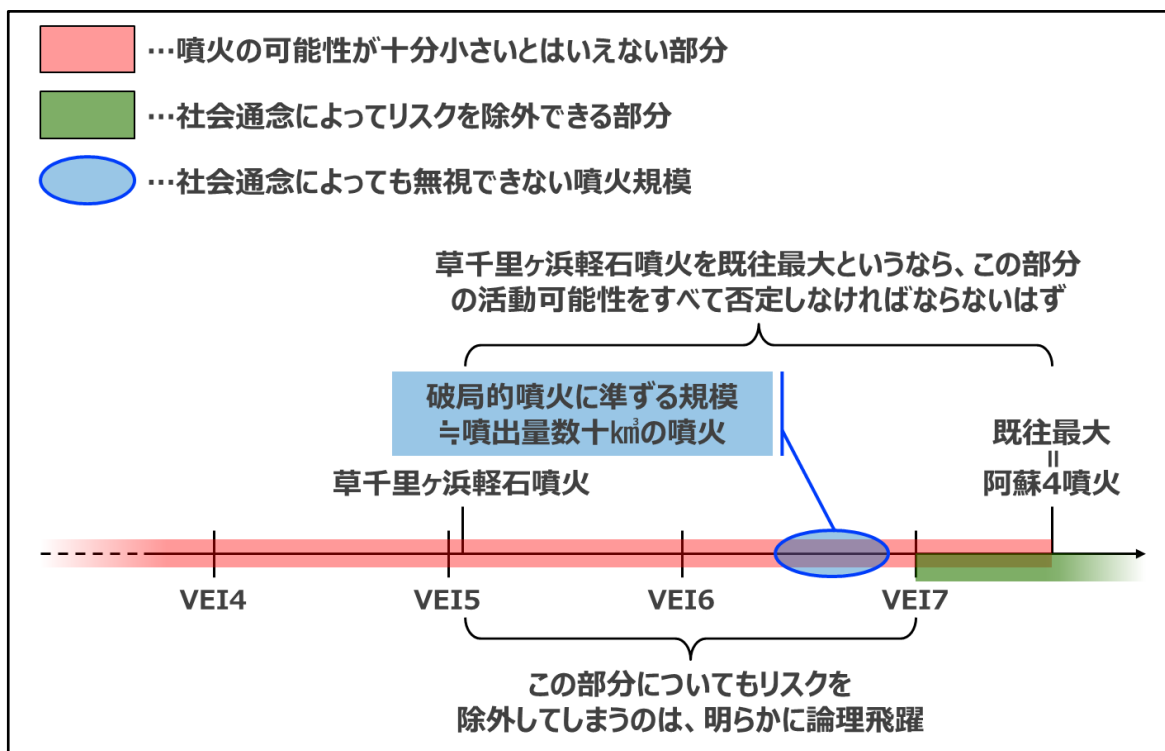 …噴火の可能性が十分小さいとはいえない部分
…社会通念によってリスクを除外できる部分
…社会通念によっても無視できない噴火規模
草千里ヶ浜軽石噴火を既往最大というなら、この部分
の活動可能性をすべて否定しなければならないはず
破局的噴火に準ずる規模
≒噴出量数十㎦の噴火
既往最大
=
阿蘇4噴火
草千里ヶ浜軽石噴火
VEI4
VEI5
VEI6
VEI7
この部分についてもリスクを
除外してしまうのは、明らかに論理飛躍